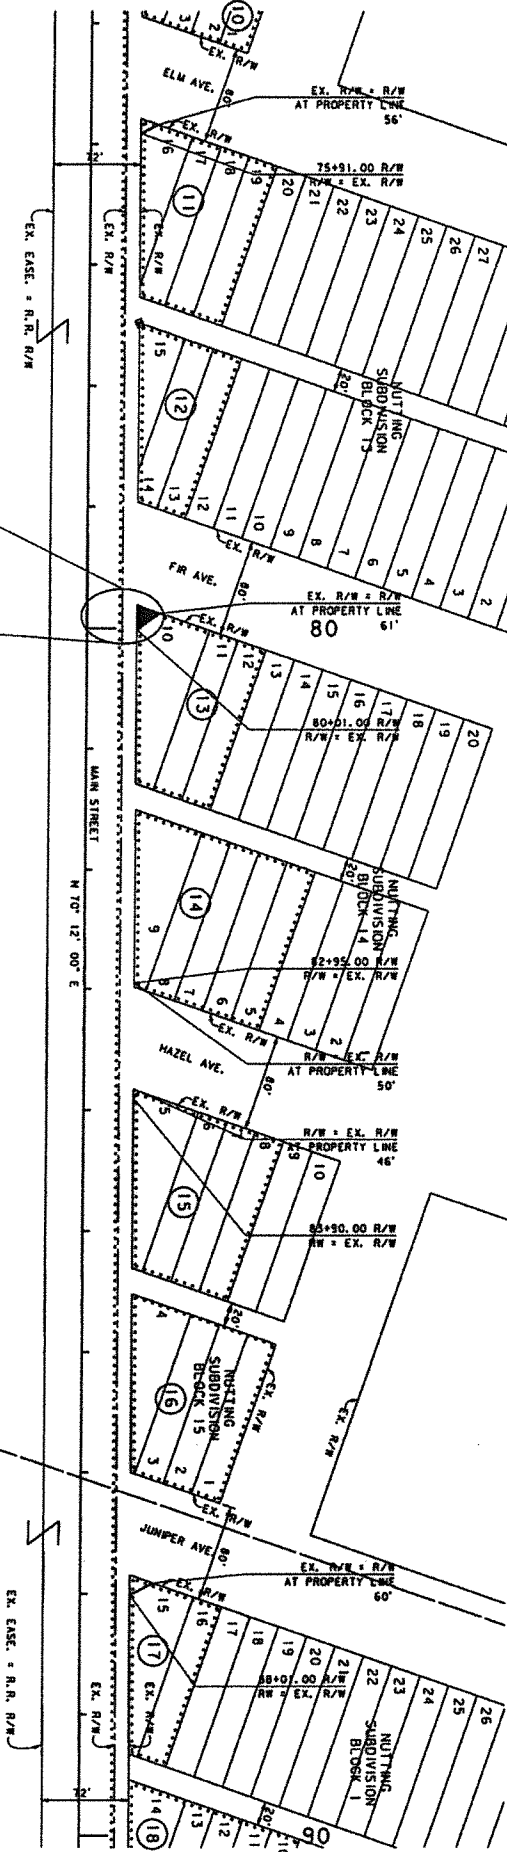 10
3
2
1
EX. R/W
ELM AVE.
80'
EX. R/W = R/W
AT PROPERTY LINE
56'
EX. R/W
75+91.00 R/W
R/W = EX. R/W
72'
16
17
18
19
20
21
22
23
24
25
26
27
11
EX. R/W
EX. R/W
EX. EASE. = R.R. R/W
15
12
20'
NUTTING
SUBDIVISION
BLOCK 13
14
13
12
11
10
9
8
7
6
5
4
3
2
EX. R/W
FIR AVE.
80'
EX. R/W = R/W
AT PROPERTY LINE
61'
80
EX. R/W
10
11
12
13
14
15
16
17
18
19
20
13
80+01.00 R/W
R/W = EX. R/W
MAIN STREET
N 70° 12' 00" E
14
20'
NUTTING
SUBDIVISION
BLOCK 14
9
8
7
6
5
4
3
2
1
82+95.00 R/W
R/W = EX. R/W
EX. R/W
HAZEL AVE.
R/W = EX. R/W
AT PROPERTY LINE
50'
80'
EX. R/W
R/W = EX. R/W
AT PROPERTY LINE
46'
5
6
8
9
10
15
83+90.00 R/W
RW = EX. R/W
20'
4
NUTTING
SUBDIVISION
BLOCK 15
16
3
2
1
EX. R/W
EX. R/W
EX. R/W
JUNIPER AVE.
80'
EX. R/W = R/W
AT PROPERTY LINE
60'
EX. R/W
15
16
17
18
19
20
21
22
23
24
25
26
17
88+01.00 R/W
RW = EX. R/W
NUTTING
SUBDIVISION
BLOCK 1
EX. R/W
EX. R/W
EX. EASE. = R.R. R/W
72'
20'
14
13
12
11
18
90